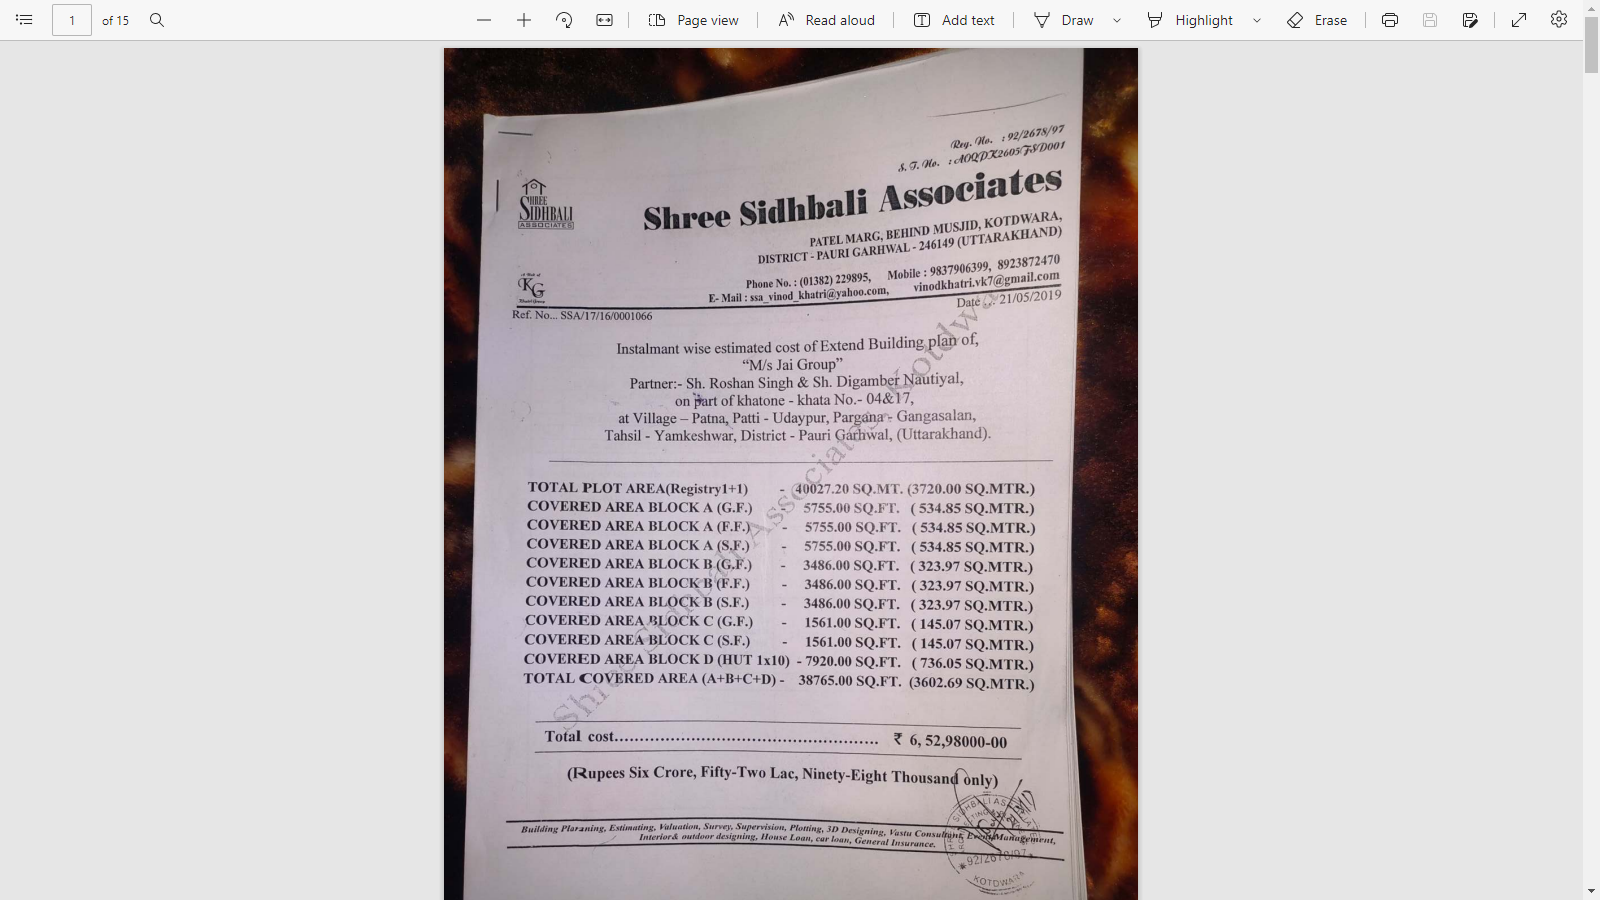 1 of 15
Page view
Read aloud
Add text
Draw
Highlight
Erase
Reg. No. : 92/2678/97
S. T. No. : AOQPK2605JSD001
SHREE
SIDHBALI
ASSOCIATES
Shree Sidhbali Associates
PATEL MARG, BEHIND MUSJID, KOTDWARA,
DISTRICT - PAURI GARHWAL - 246149 (UTTARAKHAND)
KG
Phone No. : (01382) 229895, Mobile : 9837906399, 8923872470
E- Mail : ssa_vinod_khatri@yahoo.com, vinodkhatri.vk7@gmail.com
Ref. No... SSA/17/16/0001066
Date ... 21/05/2019
Instalmant wise estimated cost of Extend Building plan of,
“M/s Jai Group”
Partner:- Sh. Roshan Singh & Sh. Digamber Nautiyal,
on part of khatone - khata No.- 04&17,
at Village – Patna, Patti - Udaypur, Pargana - Gangasalan,
Tahsil - Yamkeshwar, District - Pauri Garhwal, (Uttarakhand).
TOTAL PLOT AREA(Registry1+1) - 40027.20 SQ.MT. (3720.00 SQ.MTR.)
COVERED AREA BLOCK A (G.F.) - 5755.00 SQ.FT. ( 534.85 SQ.MTR.)
COVERED AREA BLOCK A (F.F.) - 5755.00 SQ.FT. ( 534.85 SQ.MTR.)
COVERED AREA BLOCK A (S.F.) - 5755.00 SQ.FT. ( 534.85 SQ.MTR.)
COVERED AREA BLOCK B (G.F.) - 3486.00 SQ.FT. ( 323.97 SQ.MTR.)
COVERED AREA BLOCK B (F.F.) - 3486.00 SQ.FT. ( 323.97 SQ.MTR.)
COVERED AREA BLOCK B (S.F.) - 3486.00 SQ.FT. ( 323.97 SQ.MTR.)
COVERED AREA BLOCK C (G.F.) - 1561.00 SQ.FT. ( 145.07 SQ.MTR.)
COVERED AREA BLOCK C (S.F.) - 1561.00 SQ.FT. ( 145.07 SQ.MTR.)
COVERED AREA BLOCK D (HUT 1x10) - 7920.00 SQ.FT. ( 736.05 SQ.MTR.)
TOTAL COVERED AREA (A+B+C+D) - 38765.00 SQ.FT. (3602.69 SQ.MTR.)
Shree Sidhbali Associates, Kotdwara
Total cost.................................................... ₹ 6, 52,98000-00
(Rupees Six Crore, Fifty-Two Lac, Ninety-Eight Thousand only)
Building Planning, Estimating, Valuation, Survey, Supervision, Plotting, 3D Designing, Vastu Consultant, Event Management,
Interior& outdoor designing, House Loan, car loan, General Insurance.
92/2678/97
KOTDWARA